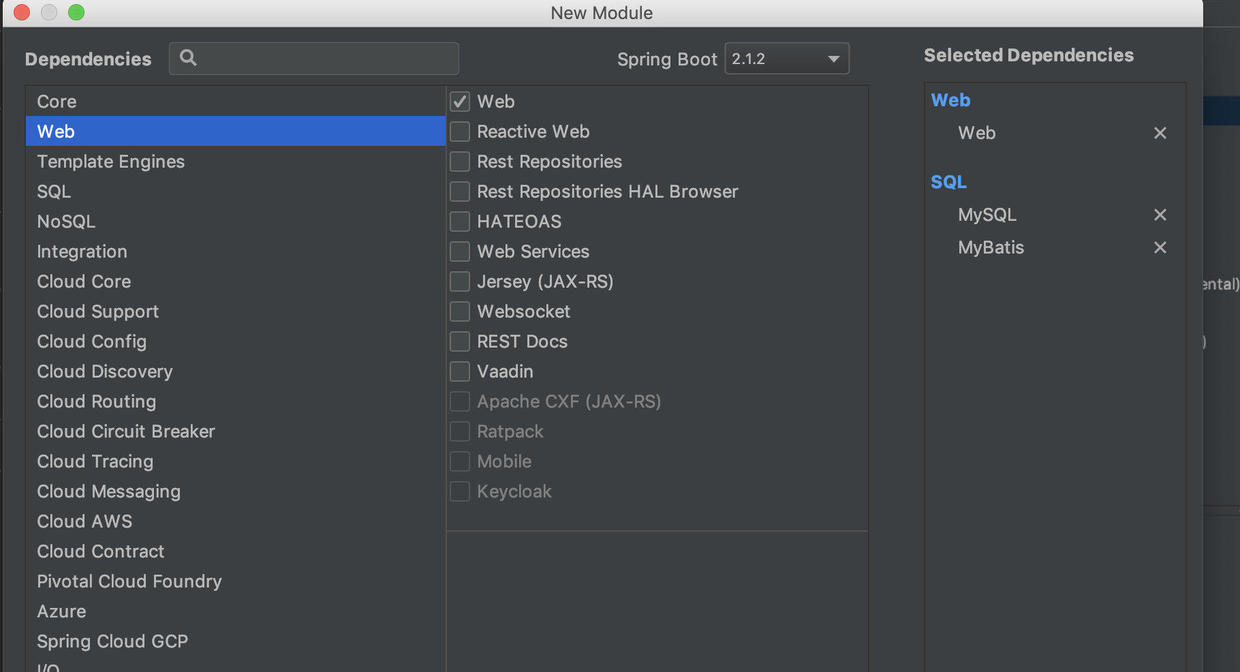 New Module
Dependencies
Spring Boot 2.1.2
Selected Dependencies
Core
Web
Template Engines
SQL
NoSQL
Integration
Cloud Core
Cloud Support
Cloud Config
Cloud Discovery
Cloud Routing
Cloud Circuit Breaker
Cloud Tracing
Cloud Messaging
Cloud AWS
Cloud Contract
Pivotal Cloud Foundry
Azure
Spring Cloud GCP
I/O
Web
Reactive Web
Rest Repositories
Rest Repositories HAL Browser
HATEOAS
Web Services
Jersey (JAX-RS)
Websocket
REST Docs
Vaadin
Apache CXF (JAX-RS)
Ratpack
Mobile
Keycloak
Web
Web
SQL
MySQL
MyBatis
ental)
)